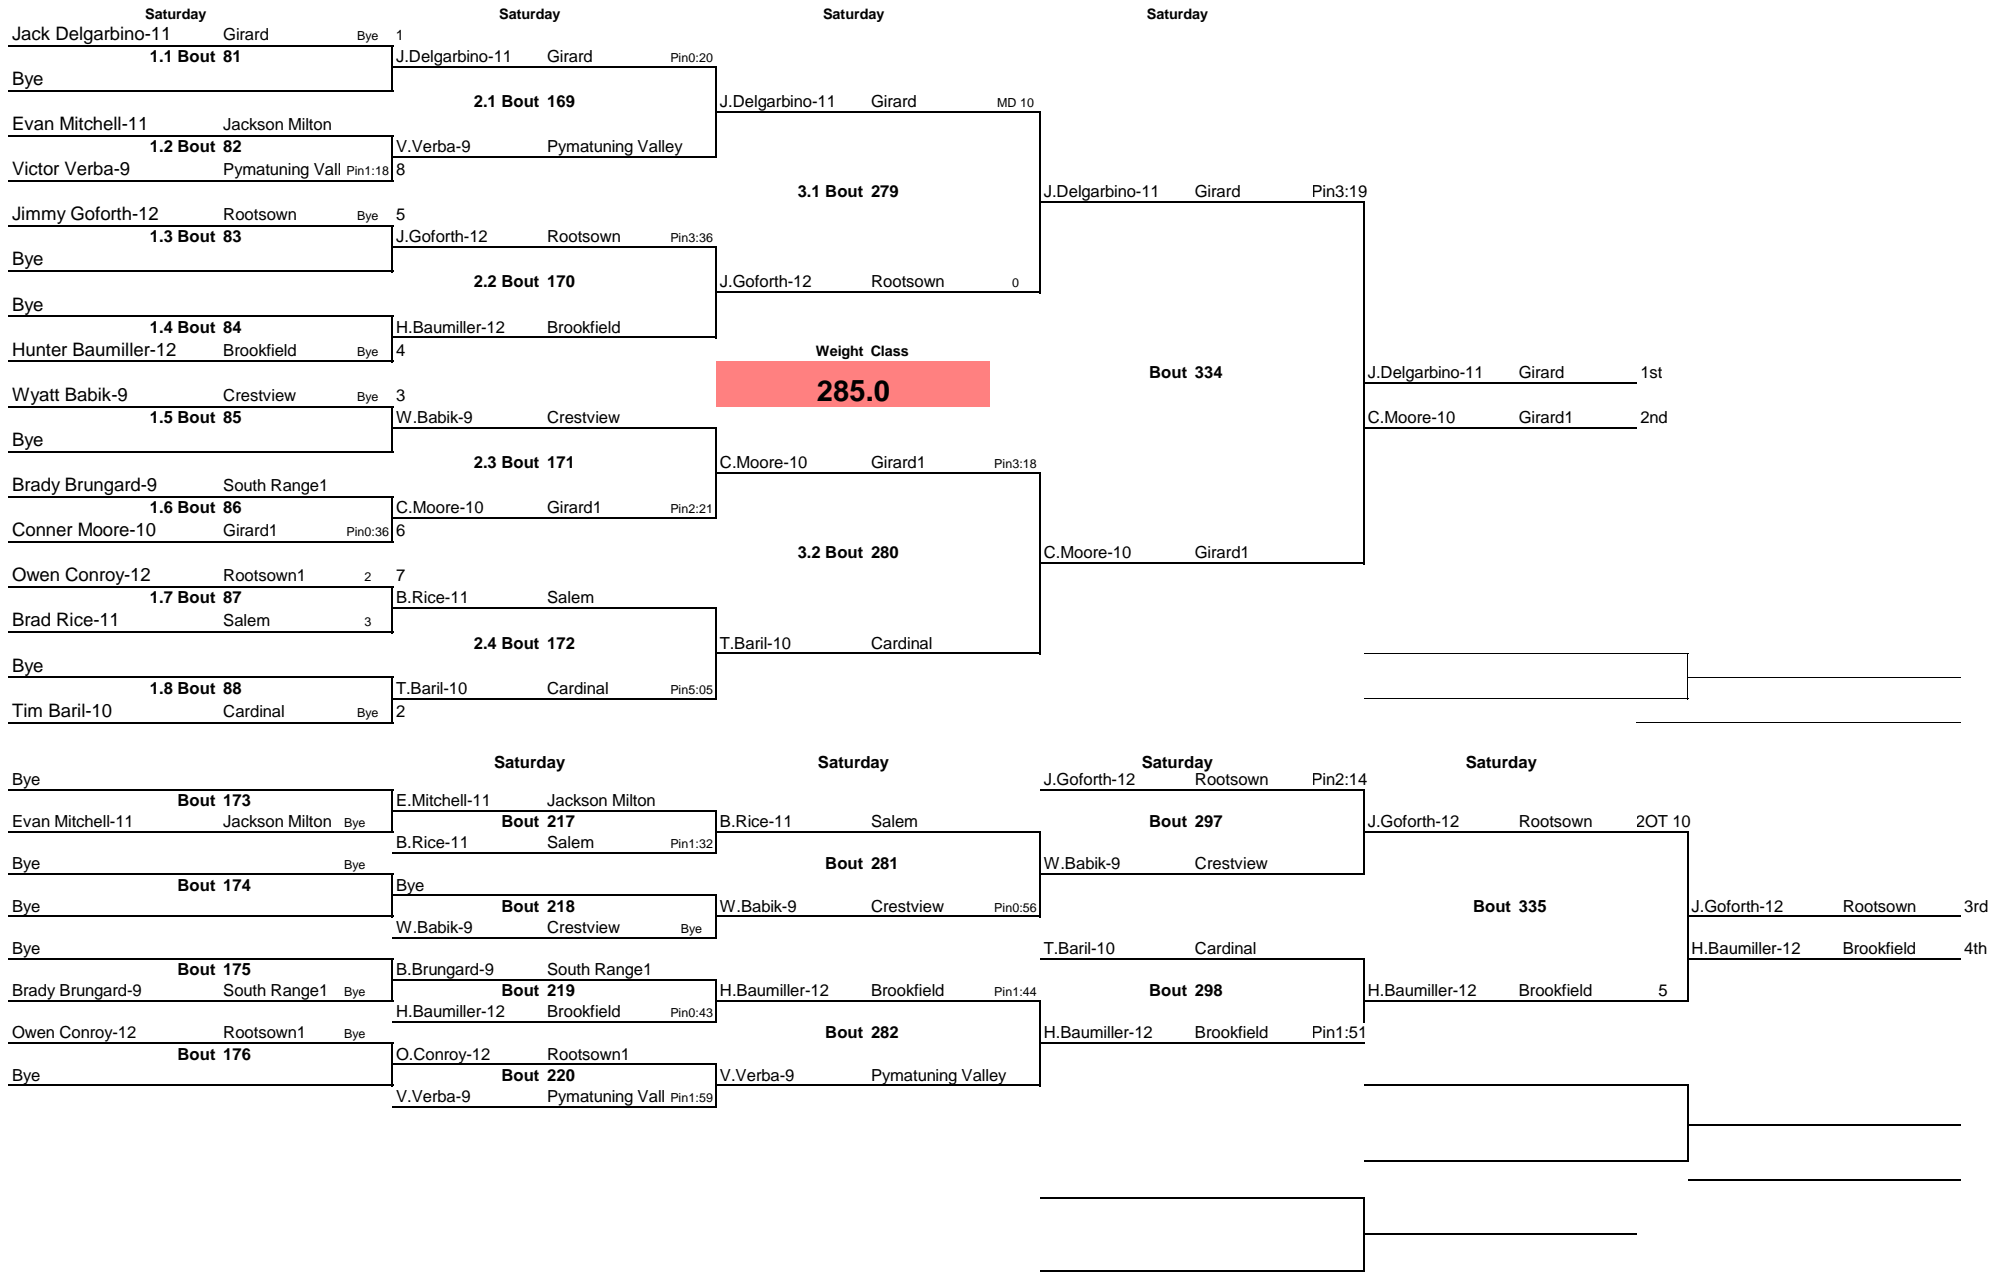 Saturday Saturday Saturday Saturday
Jack Delgarbino-11 Girard Bye 1
1.1 Bout 81 J.Delgarbino-11 Girard Pin0:20
Bye
2.1 Bout 169 J.Delgarbino-11 Girard MD 10
Evan Mitchell-11 Jackson Milton
1.2 Bout 82 V.Verba-9 Pymatuning Valley
Victor Verba-9 Pymatuning Vall Pin1:18 8
3.1 Bout 279 J.Delgarbino-11 Girard Pin3:19
Jimmy Goforth-12 Rootsown Bye 5
1.3 Bout 83 J.Goforth-12 Rootsown Pin3:36
Bye
2.2 Bout 170 J.Goforth-12 Rootsown 0
Bye
1.4 Bout 84 H.Baumiller-12 Brookfield
Hunter Baumiller-12 Brookfield Bye 4 Weight Class
Bout 334 J.Delgarbino-11 Girard 1st
285.0
Wyatt Babik-9 Crestview Bye 3
1.5 Bout 85 W.Babik-9 Crestview C.Moore-10 Girard1 2nd
Bye
2.3 Bout 171 C.Moore-10 Girard1 Pin3:18
Brady Brungard-9 South Range1
1.6 Bout 86 C.Moore-10 Girard1 Pin2:21
Conner Moore-10 Girard1 Pin0:36 6
3.2 Bout 280 C.Moore-10 Girard1
Owen Conroy-12 Rootsown1 2 7
1.7 Bout 87 B.Rice-11 Salem
Brad Rice-11 Salem 3
2.4 Bout 172 T.Baril-10 Cardinal
Bye
1.8 Bout 88 T.Baril-10 Cardinal Pin5:05
Tim Baril-10 Cardinal Bye 2
Saturday Saturday Saturday Saturday
Bye J.Goforth-12 Rootsown Pin2:14
Bout 173 E.Mitchell-11 Jackson Milton
Evan Mitchell-11 Jackson Milton Bye Bout 217 B.Rice-11 Salem Bout 297 J.Goforth-12 Rootsown 2OT 10
B.Rice-11 Salem Pin1:32
Bye Bye Bout 281 W.Babik-9 Crestview
Bout 174 Bye
Bye Bout 218 W.Babik-9 Crestview Pin0:56 Bout 335 J.Goforth-12 Rootsown 3rd
W.Babik-9 Crestview Bye
Bye T.Baril-10 Cardinal H.Baumiller-12 Brookfield 4th
Bout 175 B.Brungard-9 South Range1
Brady Brungard-9 South Range1 Bye Bout 219 H.Baumiller-12 Brookfield Pin1:44 Bout 298 H.Baumiller-12 Brookfield 5
H.Baumiller-12 Brookfield Pin0:43
Owen Conroy-12 Rootsown1 Bye Bout 282 H.Baumiller-12 Brookfield Pin1:51
Bout 176 O.Conroy-12 Rootsown1
Bye Bout 220 V.Verba-9 Pymatuning Valley
V.Verba-9 Pymatuning Vall Pin1:59